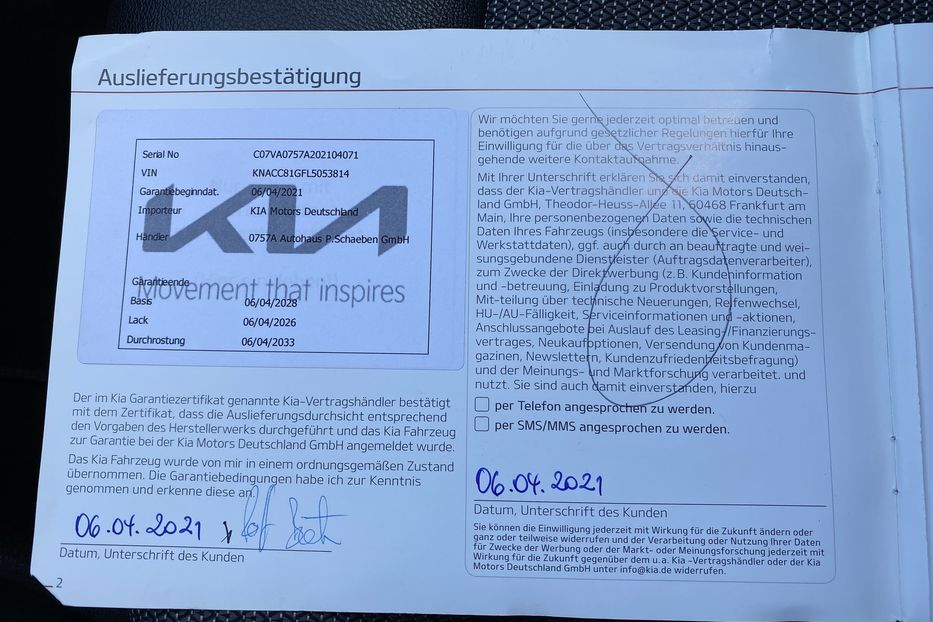 Auslieferungsbestätigung
Serial No C07VA0757A202104071
VIN KNACC81GFL5053814
Garantiebeginndat. 06/04/2021
Importeur KIA Motors Deutschland
Händler 0757A Autohaus P.Schaeben GmbH
KIA
Garantieende
Movement that inspires
Basis 06/04/2028
Lack 06/04/2026
Durchrostung 06/04/2033
Der im Kia Garantiezertifikat genannte Kia-Vertragshändler bestätigt
mit dem Zertifikat, dass die Auslieferungsdurchsicht entsprechend
den Vorgaben des Herstellerwerks durchgeführt und das Kia Fahrzeug
zur Garantie bei der Kia Motors Deutschland GmbH angemeldet wurde.
Das Kia Fahrzeug wurde von mir in einem ordnungsgemäßen Zustand
übernommen. Die Garantiebedingungen habe ich zur Kenntnis
genommen und erkenne diese an.
06.04.2021 x
Datum, Unterschrift des Kunden
2
Wir möchten Sie gerne jederzeit optimal betreuen und
benötigen aufgrund gesetzlicher Regelungen hierfür Ihre
Einwilligung für die über das Vertragsverhältnis hinaus-
gehende weitere Kontaktaufnahme.
Mit Ihrer Unterschrift erklären Sie sich damit einverstanden,
dass der Kia-Vertragshändler und die Kia Motors Deutsch-
land GmbH, Theodor-Heuss-Allee 11, 60468 Frankfurt am
Main, Ihre personenbezogenen Daten sowie die technischen
Daten Ihres Fahrzeugs (insbesondere die Service- und
Werkstattdaten), ggf. auch durch an beauftragte und wei-
sungsgebundene Dienstleister (Auftragsdatenverarbeiter),
zum Zwecke der Direktwerbung (z.B. Kundeninformation
und -betreuung, Einladung zu Produktvorstellungen,
Mit-teilung über technische Neuerungen, Reifenwechsel,
HU-/AU-Fälligkeit, Serviceinformationen und -aktionen,
Anschlussangebote bei Auslauf des Leasing-/Finanzierungs-
vertrages, Neukaufoptionen, Versendung von Kundenma-
gazinen, Newslettern, Kundenzufriedenheitsbefragung)
und der Meinungs- und Marktforschung verarbeitet. und
nutzt. Sie sind auch damit einverstanden, hierzu
per Telefon angesprochen zu werden.
per SMS/MMS angesprochen zu werden.
06.04.2021
Datum, Unterschrift des Kunden
Sie können die Einwilligung jederzeit mit Wirkung für die Zukunft ändern oder
ganz oder teilweise widerrufen und der Verarbeitung oder Nutzung Ihrer Daten
für Zwecke der Werbung oder der Markt- oder Meinungsforschung jederzeit mit
Wirkung für die Zukunft gegenüber dem u. a. Kia -Vertragshändler oder der Kia
Motors Deutschland GmbH unter info@kia.de widerrufen.